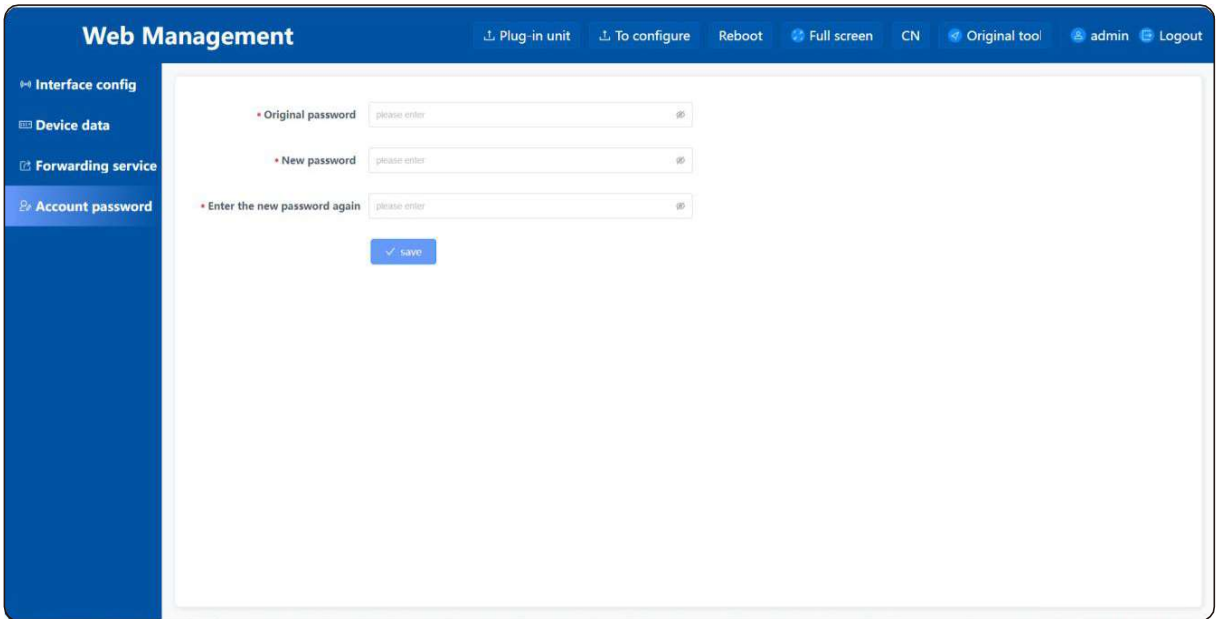 Web Management
Plug-in unit To configure Reboot Full screen CN Original tool admin Logout
Interface config
Device data
Forwarding service
Account password
* Original password please enter
* New password please enter
* Enter the new password again please enter
save